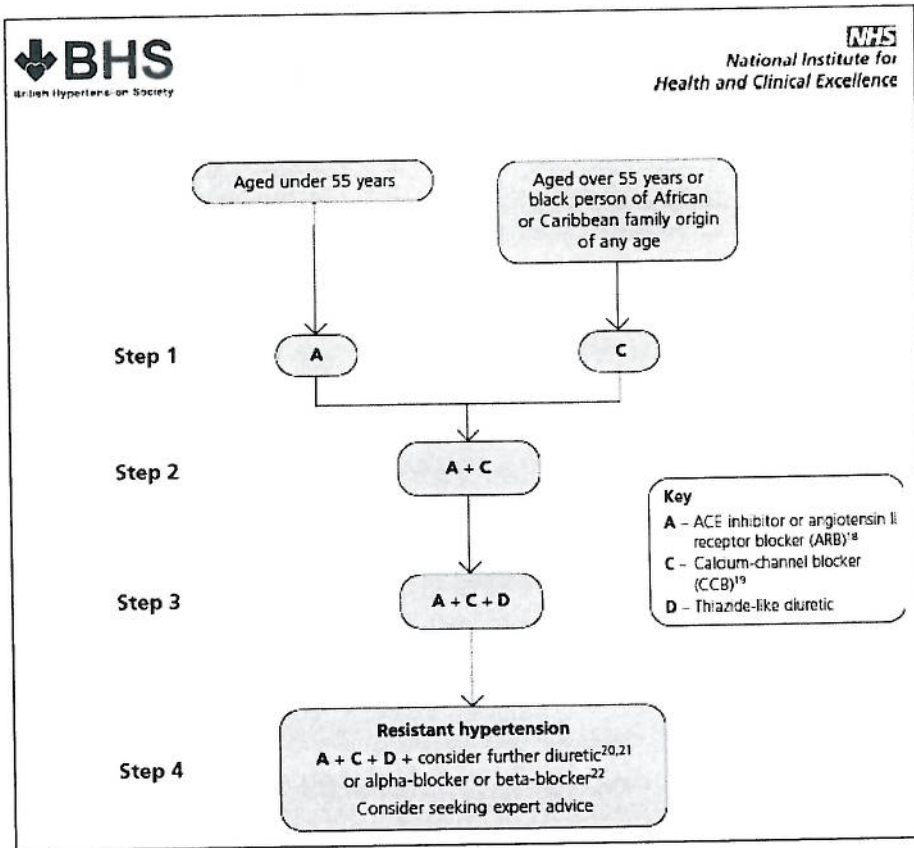 BHS
British Hypertension Society
NHS
National Institute for
Health and Clinical Excellence
Aged under 55 years
Aged over 55 years or
black person of African
or Caribbean family origin
of any age
Step 1
A
C
Step 2
A + C
Key
A – ACE inhibitor or angiotensin II
receptor blocker (ARB)¹⁸
C – Calcium-channel blocker
(CCB)¹⁹
D – Thiazide-like diuretic
Step 3
A + C + D
Step 4
Resistant hypertension
A + C + D + consider further diuretic²⁰,²¹
or alpha-blocker or beta-blocker²²
Consider seeking expert advice